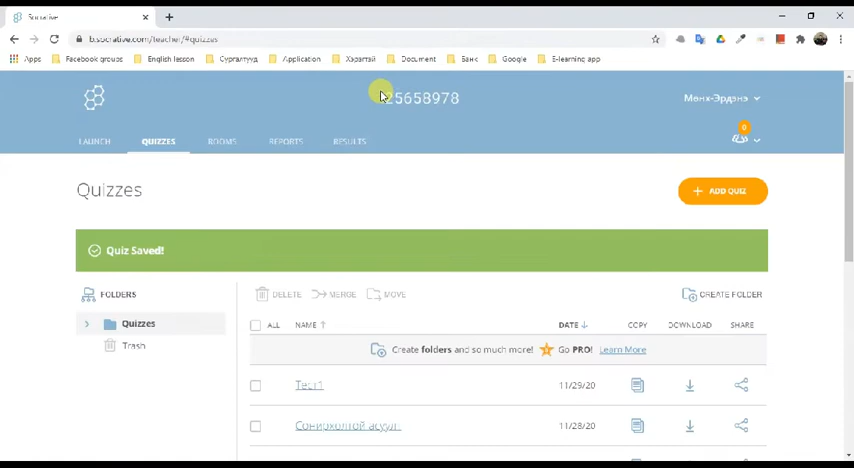 Socrative
b.socrative.com/teacher/#quizzes
Apps Facebook groups English lesson Сургалтууд Application Хэрэгтэй Document Банк Google E-learning app
25658978
Мөнх-Эрдэнэ
0
LAUNCH QUIZZES ROOMS REPORTS RESULTS
Quizzes
+ ADD QUIZ
Quiz Saved!
FOLDERS
DELETE MERGE MOVE
CREATE FOLDER
Quizzes
Trash
ALL NAME DATE COPY DOWNLOAD SHARE
Create folders and so much more! Go PRO! Learn More
Тест1 11/29/20
Сонирхолтой асуулт 11/28/20